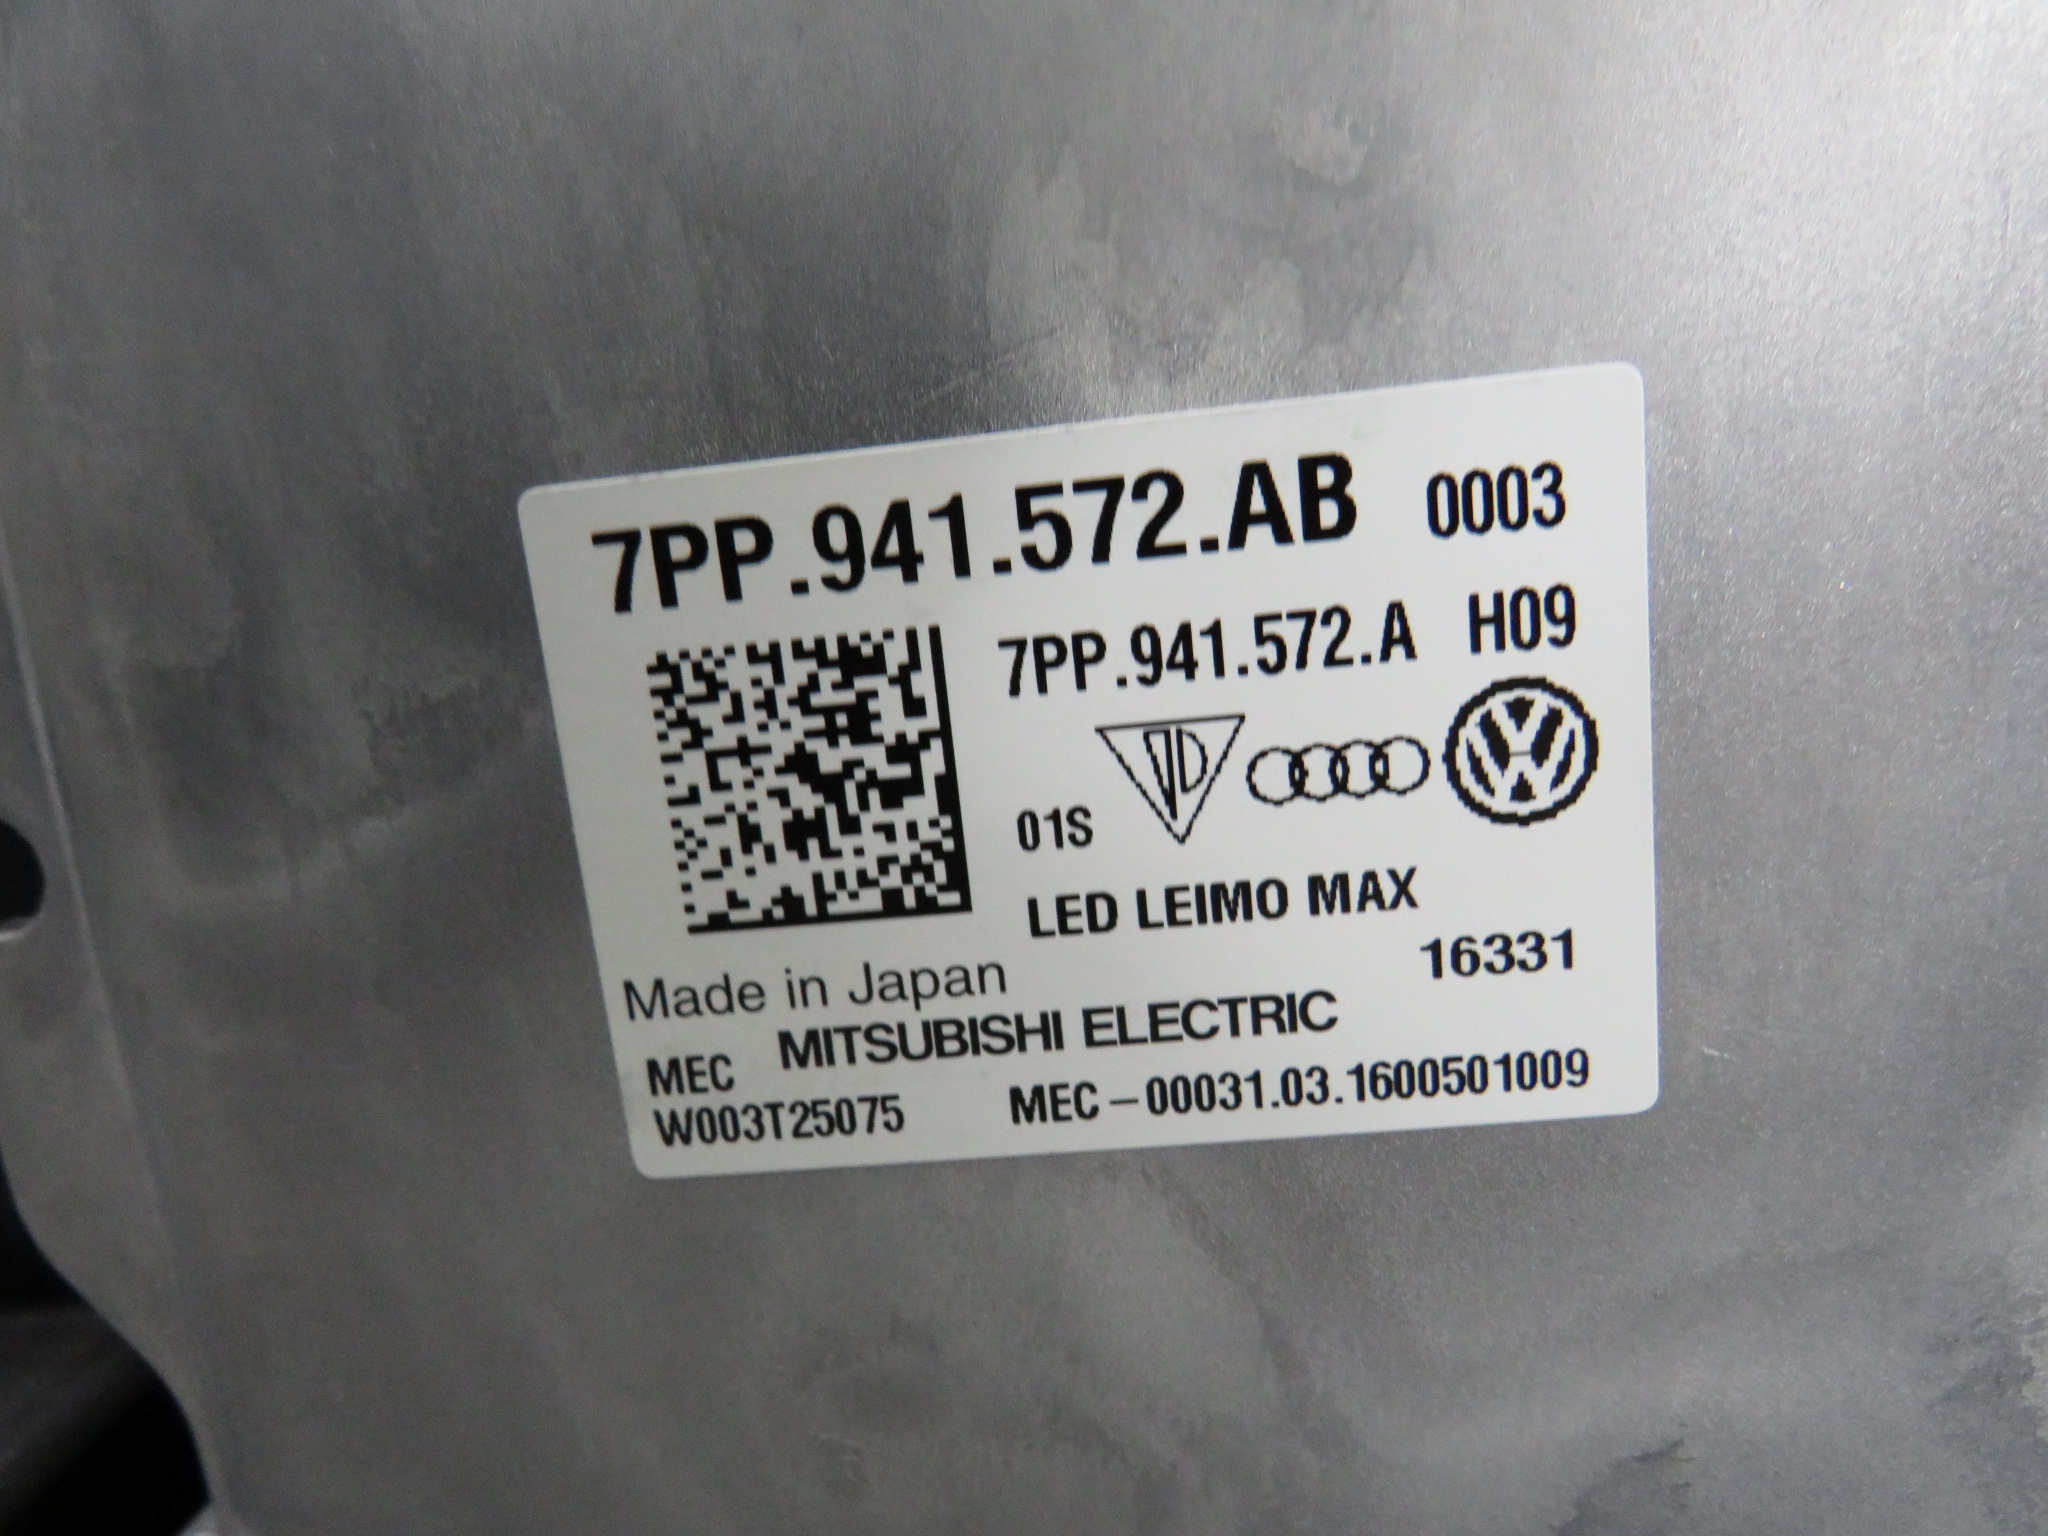 7PP.941.572.AB 0003
7PP.941.572.A H09
01S
LED LEIMO MAX
16331
Made in Japan
MEC MITSUBISHI ELECTRIC
W003T25075 MEC-00031.03.1600501009